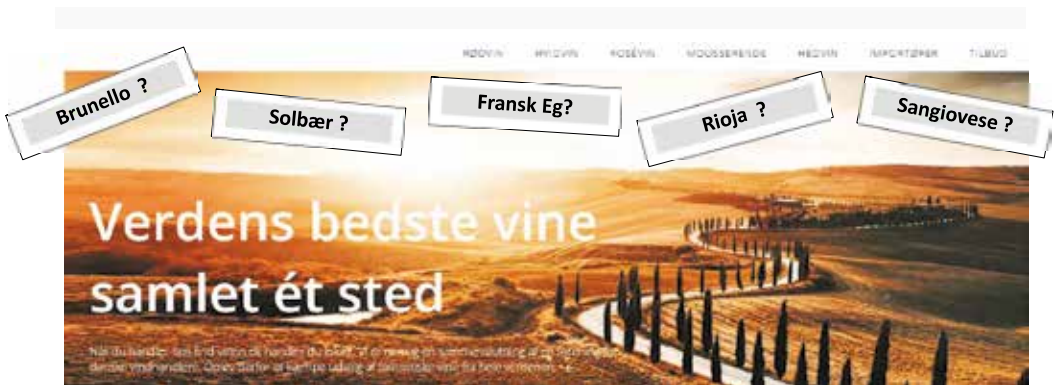 RØDVIN HVIDVIN ROSÉVIN MOUSSERENDE HEDVIN IMPORTØRER TILBUD
Brunello ?
Solbær ?
Fransk Eg?
Rioja ?
Sangiovese ?
Verdens bedste vine
samlet ét sted